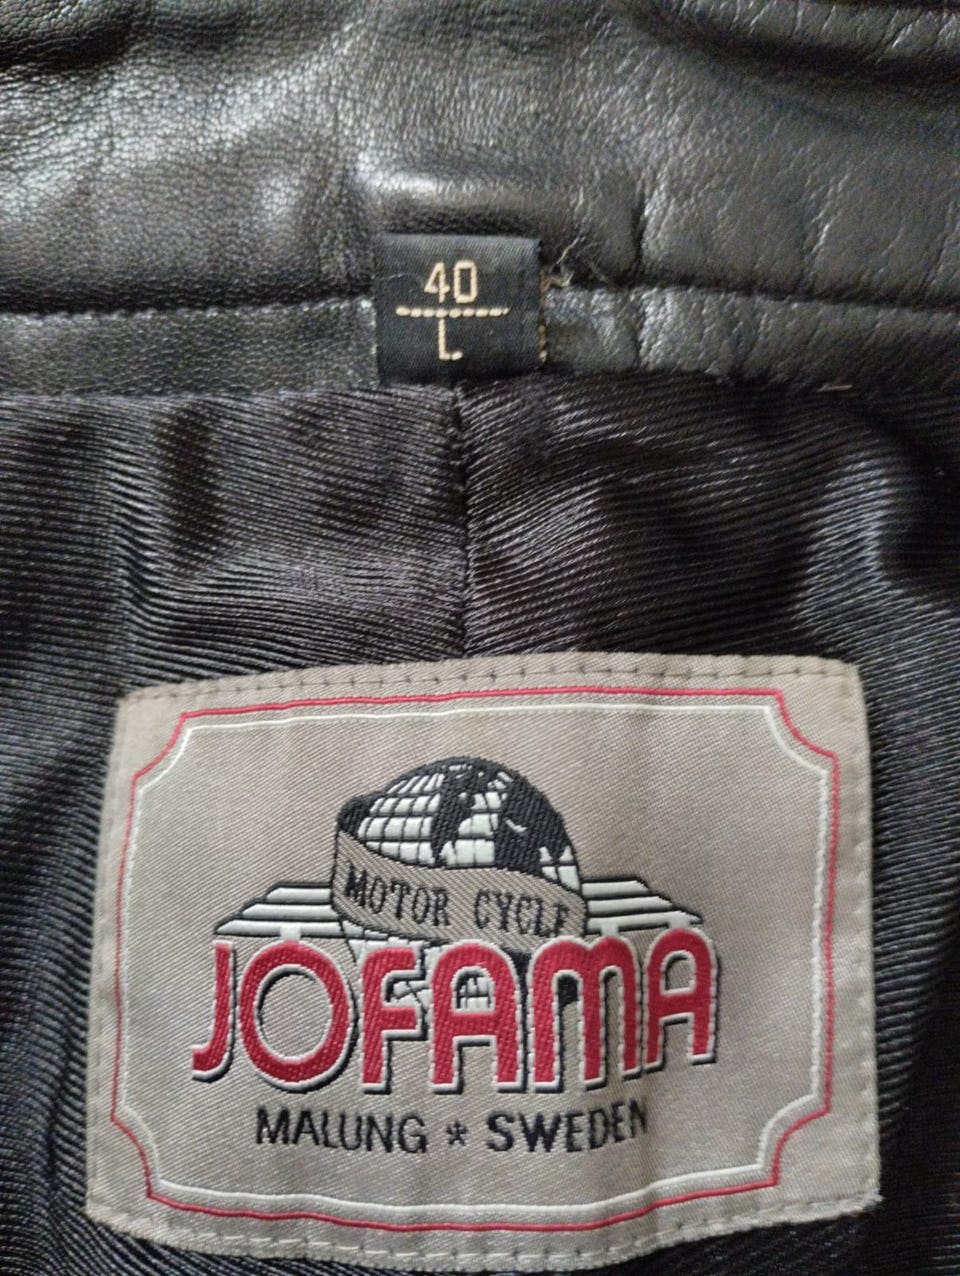 40
L
MOTOR CYCLE
JOFAMA
MALUNG * SWEDEN